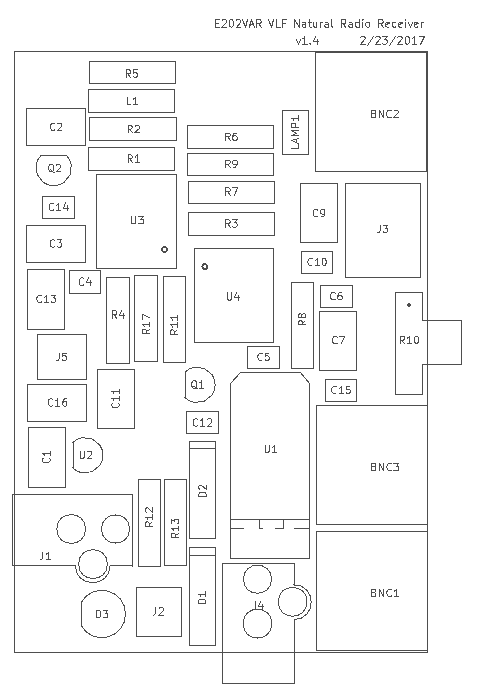 E202VAR VLF Natural Radio Receiver
v1.4 2/23/2017
R5
L1
C2
R2
R6
LAMP1
BNC2
Q2
R1
R9
R7
C14
U3
R3
C9
J3
C3
C10
C4
C13
U4
C6
R4
R17
R11
R8
R10
J5
C5
C7
Q1
C15
C16
C11
C12
C1
U2
U1
BNC3
D2
R12
R13
J1
D3
J2
D1
J4
BNC1